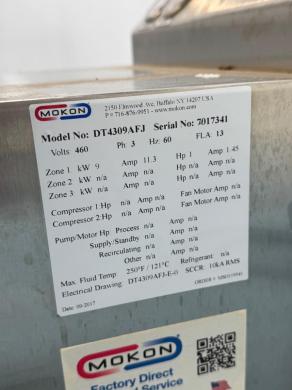 MOKON
2150 Elmwood Ave, Buffalo NY 14207 USA
P • 716-876-9951 - www.mokon.com
Model No: DT4309AFJ Serial No: 7017341
Volts 460 Ph 3 Hz: 60 FLA: 13
Zone 1 kW 9 Amp 11.3 Hp 1 Amp 1.45
Zone 2 kW n/a Amp n/a Hp n/a Amp n/a
Zone 3 kW n/a Amp n/a Hp n/a Amp n/a
Compressor 1 Hp n/a Amp n/a Fan Motor Amp n/a
Compressor 2 Hp n/a Amp n/a Fan Motor Amp n/a
Pump/Motor Hp n/a Amp n/a
Supply/Standby n/a Amp n/a
Recirculating n/a Amp n/a
Other n/a Amp n/a
Max Fluid Temp 250°F / 121°C Refrigerant n/a
Electrical Drawing DT4309AFJ-E-0 SCCR: 10kA RMS
Date 09-2017 ORDER #
MOKON
Factory Direct
Service